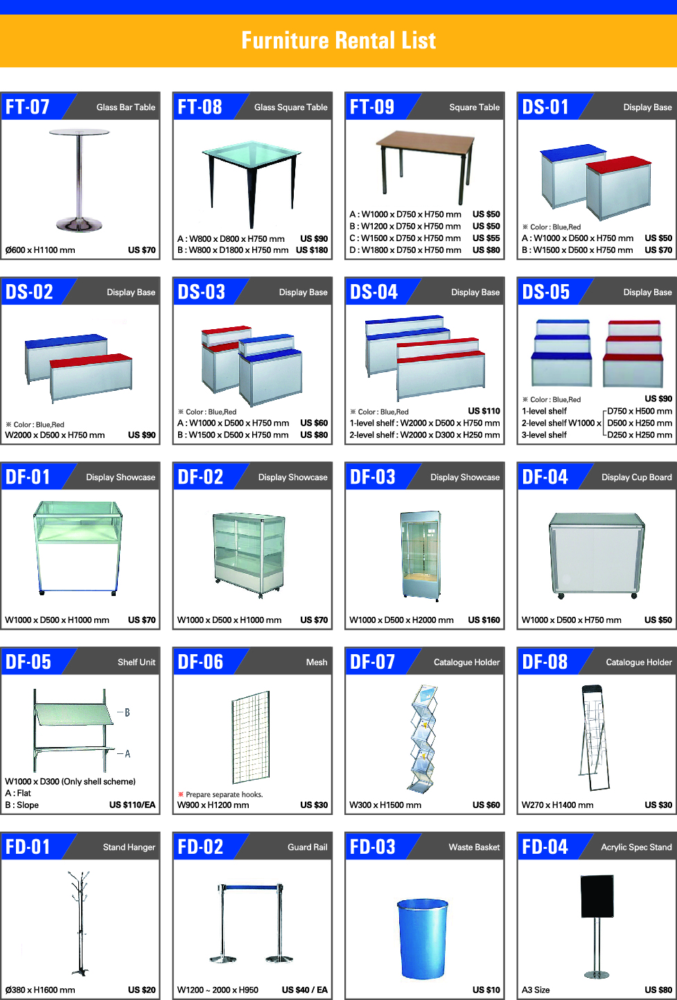 Furniture Rental List
FT-07 Glass Bar Table
Ø600 x H1100 mm US $70
FT-08 Glass Square Table
A : W800 x D800 x H750 mm US $90
B : W800 x D1800 x H750 mm US $180
FT-09 Square Table
A : W1000 x D750 x H750 mm US $50
B : W1200 x D750 x H750 mm US $50
C : W1500 x D750 x H750 mm US $55
D : W1800 x D750 x H750 mm US $80
DS-01 Display Base
※ Color : Blue,Red
A : W1000 x D500 x H750 mm US $50
B : W1500 x D500 x H750 mm US $70
DS-02 Display Base
※ Color : Blue,Red
W2000 x D500 x H750 mm US $90
DS-03 Display Base
※ Color : Blue,Red
A : W1000 x D500 x H750 mm US $60
B : W1500 x D500 x H750 mm US $80
DS-04 Display Base
※ Color : Blue,Red US $110
1-level shelf : W2000 x D500 x H750 mm
2-level shelf : W2000 x D300 x H250 mm
DS-05 Display Base
※ Color : Blue,Red US $90
1-level shelf D750 x H500 mm
2-level shelf W1000 x D500 x H250 mm
3-level shelf D250 x H250 mm
DF-01 Display Showcase
W1000 x D500 x H1000 mm US $70
DF-02 Display Showcase
W1000 x D500 x H1000 mm US $70
DF-03 Display Showcase
W1000 x D500 x H2000 mm US $160
DF-04 Display Cup Board
W1000 x D500 x H750 mm US $50
DF-05 Shelf Unit
B
A
W1000 x D300 (Only shell scheme)
A : Flat
B : Slope US $110/EA
DF-06 Mesh
※ Prepare separate hooks.
W900 x H1200 mm US $30
DF-07 Catalogue Holder
W300 x H1500 mm US $60
DF-08 Catalogue Holder
W270 x H1400 mm US $30
FD-01 Stand Hanger
Ø380 x H1600 mm US $20
FD-02 Guard Rail
W1200 ~ 2000 x H950 US $40 / EA
FD-03 Waste Basket
US $10
FD-04 Acrylic Spec Stand
A3 Size US $80